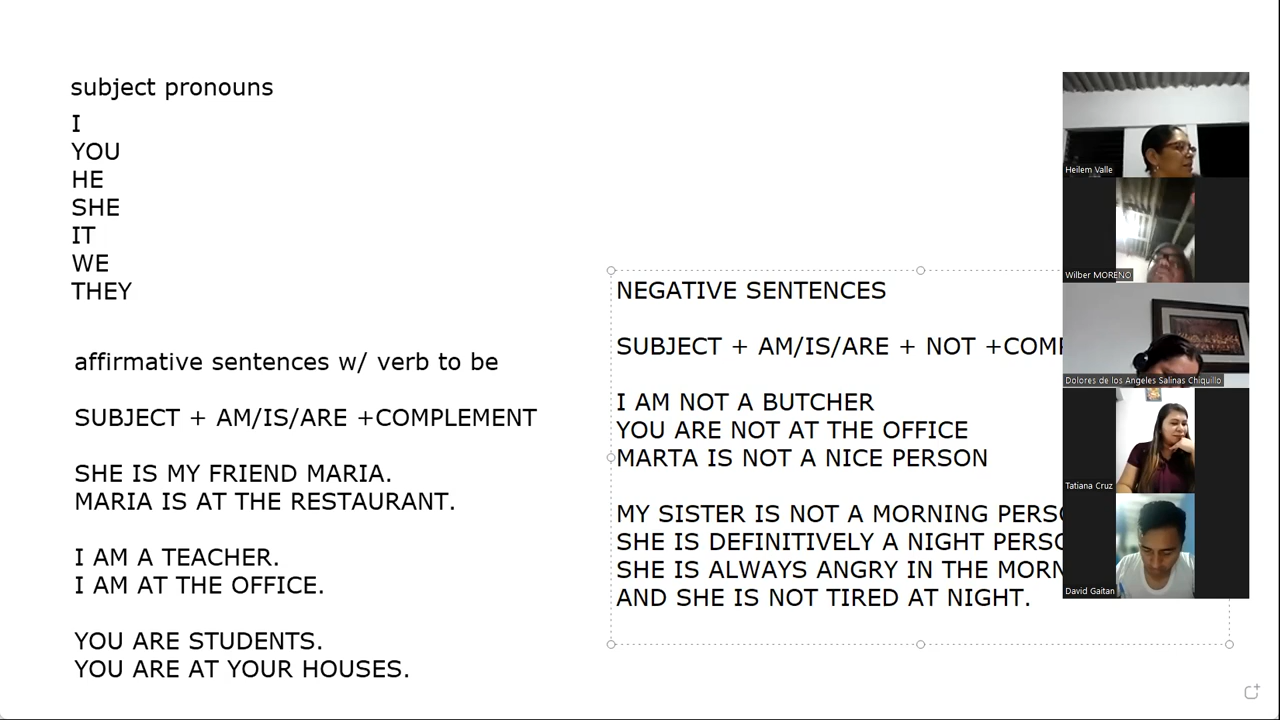 subject pronouns
I
YOU
HE
SHE
IT
WE
THEY
affirmative sentences w/ verb to be
SUBJECT + AM/IS/ARE +COMPLEMENT
SHE IS MY FRIEND MARIA.
MARIA IS AT THE RESTAURANT.
I AM A TEACHER.
I AM AT THE OFFICE.
YOU ARE STUDENTS.
YOU ARE AT YOUR HOUSES.
NEGATIVE SENTENCES
SUBJECT + AM/IS/ARE + NOT +
I AM NOT A BUTCHER
YOU ARE NOT AT THE OFFICE
MARTA IS NOT A NICE PERSON
MY SISTER IS NOT A MORNING
SHE IS DEFINITIVELY A NIGHT
SHE IS ALWAYS ANGRY IN THE
AND SHE IS NOT TIRED AT NIGHT.
Heilem Valle
Wilber MORENO
Dolores de los Angeles Salinas Chiquillo
Tatiana Cruz
David Gaitan